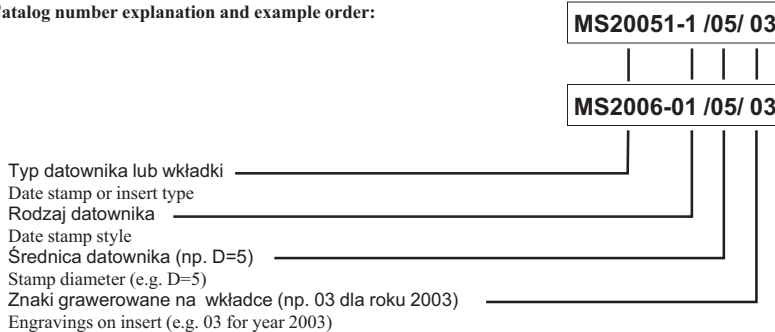 Catalog number explanation and example order:
MS20051-1 /05/ 03
MS2006-01 /05/ 03
Typ datownika lub wkładki
Date stamp or insert type
Rodzaj datownika
Date stamp style
Średnica datownika (np. D=5)
Stamp diameter (e.g. D=5)
Znaki grawerowane na wkładce (np. 03 dla roku 2003)
Engravings on insert (e.g. 03 for year 2003)